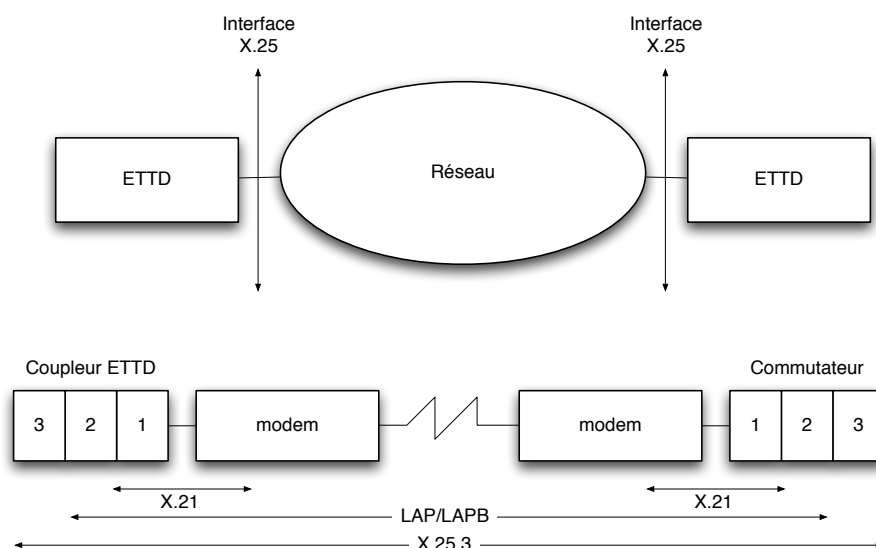 Interface
X.25
Interface
X.25
ETTD
Réseau
ETTD
Coupleur ETTD
Commutateur
3 2 1
modem
modem
1 2 3
X.21
X.21
LAP/LAPB
X.25.3